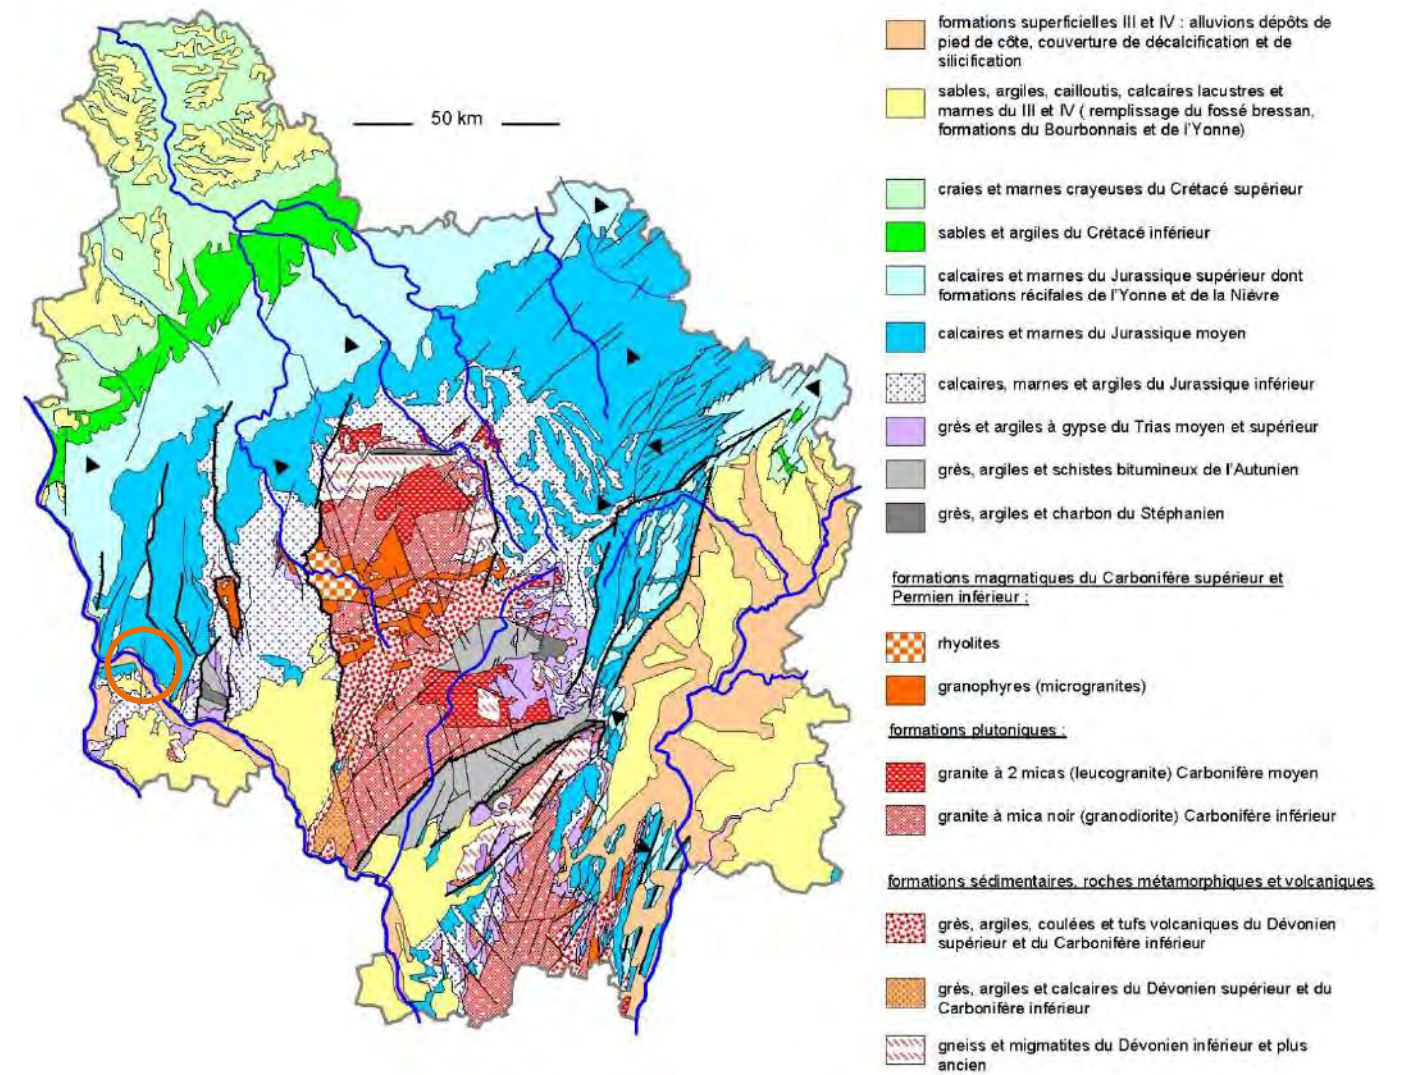 50 km
formations superficielles III et IV : alluvions dépôts de
pied de côte, couverture de décalcification et de
silicification
sables, argiles, cailloutis, calcaires lacustres et
marnes du III et IV ( remplissage du fossé bressan,
formations du Bourbonnais et de l'Yonne)
craies et marnes crayeuses du Crétacé supérieur
sables et argiles du Crétacé inférieur
calcaires et marnes du Jurassique supérieur dont
formations récifales de l'Yonne et de la Nièvre
calcaires et marnes du Jurassique moyen
calcaires, marnes et argiles du Jurassique inférieur
grès et argiles à gypse du Trias moyen et supérieur
grès, argiles et schistes bitumineux de l'Autunien
grès, argiles et charbon du Stéphanien
formations magmatiques du Carbonifère supérieur et
Permien inférieur :
rhyolites
granophyres (microgranites)
formations plutoniques :
granite à 2 micas (leucogranite) Carbonifère moyen
granite à mica noir (granodiorite) Carbonifère inférieur
formations sédimentaires, roches métamorphiques et volcaniques
grès, argiles, coulées et tufs volcaniques du Dévonien
supérieur et du Carbonifère inférieur
grès, argiles et calcaires du Dévonien supérieur et du
Carbonifère inférieur
gneiss et migmatites du Dévonien inférieur et plus
ancien